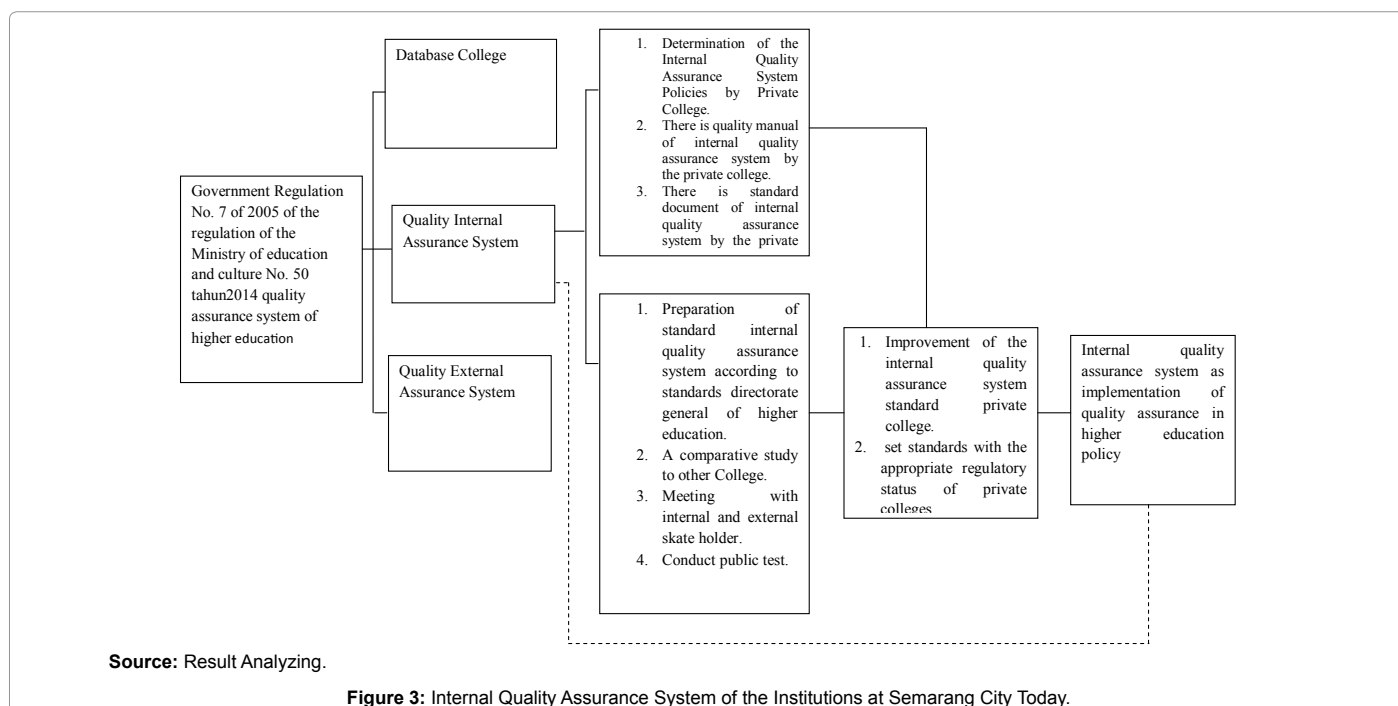 Database College
1. Determination of the
Internal Quality
Assurance System
Policies by Private
College.
2. There is quality manual
of internal quality
assurance system by
the private college.
3. There is standard
document of internal
quality assurance
system by the private
Government Regulation
No. 7 of 2005 of the
regulation of the
Ministry of education
and culture No. 50
tahun2014 quality
assurance system of
higher education
Quality Internal
Assurance System
Quality External
Assurance System
1. Preparation of
standard internal
quality assurance
system according to
standards directorate
general of higher
education.
2. A comparative study
to other College.
3. Meeting with
internal and external
skate holder.
4. Conduct public test.
1. Improvement of the
internal quality
assurance system
standard private
college.
2. set standards with the
appropriate regulatory
status of private
colleges
Internal quality
assurance system as
implementation of
quality assurance in
higher education
policy
Source: Result Analyzing.
Figure 3: Internal Quality Assurance System of the Institutions at Semarang City Today.